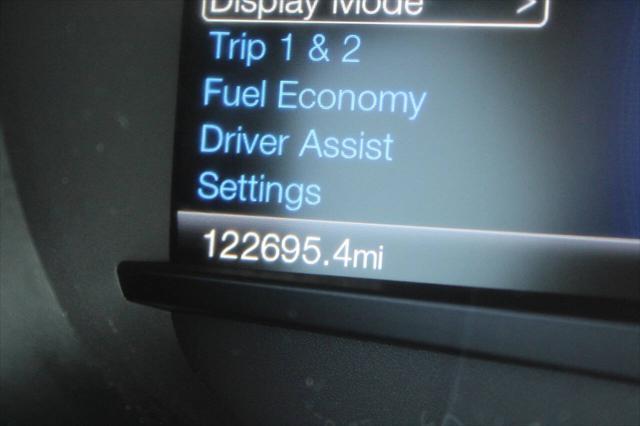 Display Mode >
Trip 1 & 2
Fuel Economy
Driver Assist
Settings
122695.4mi